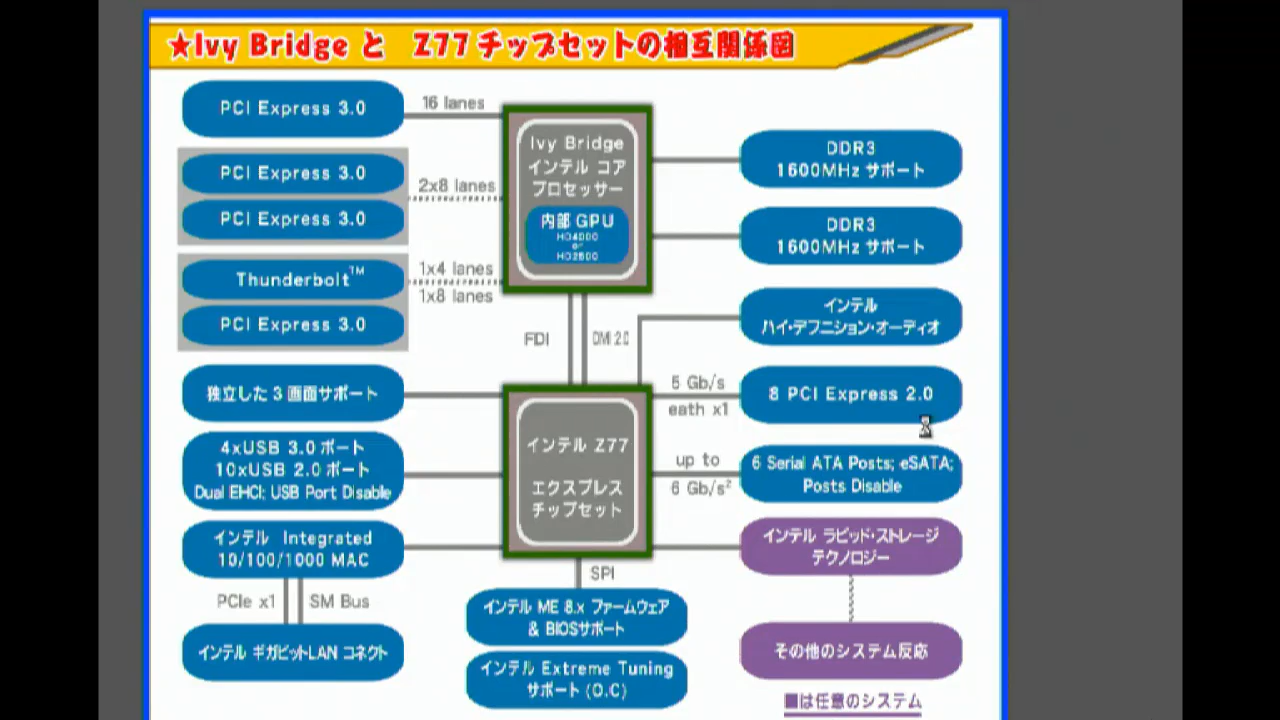 ★Ivy Bridge と Z77 チップセットの相互関係図
PCI Express 3.0
16 lanes
PCI Express 3.0
PCI Express 3.0
2x8 lanes
Thunderbolt™
PCI Express 3.0
1x4 lanes
1x8 lanes
Ivy Bridge
インテル コア
プロセッサー
内部 GPU
HD4000
or
HD2500
DDR3
1600MHz サポート
DDR3
1600MHz サポート
FDI
DMI 2.0
インテル
ハイ・デフニション・オーディオ
独立した 3 画面サポート
5 Gb/s
eath x1
8 PCI Express 2.0
4xUSB 3.0 ポート
10xUSB 2.0 ポート
Dual EHCI: USB Port Disable
インテル Z77
エクスプレス
チップセット
up to
6 Gb/s²
6 Serial ATA Posts; eSATA;
Posts Disable
インテル Integrated
10/100/1000 MAC
インテル ラピッド・ストレージ
テクノロジー
PCIe x1
SM Bus
SPI
インテル ギガビットLAN コネクト
インテル ME 8.x ファームウェア
& BIOSサポート
インテル Extreme Tuning
サポート (O.C)
その他のシステム反応
■は任意のシステム